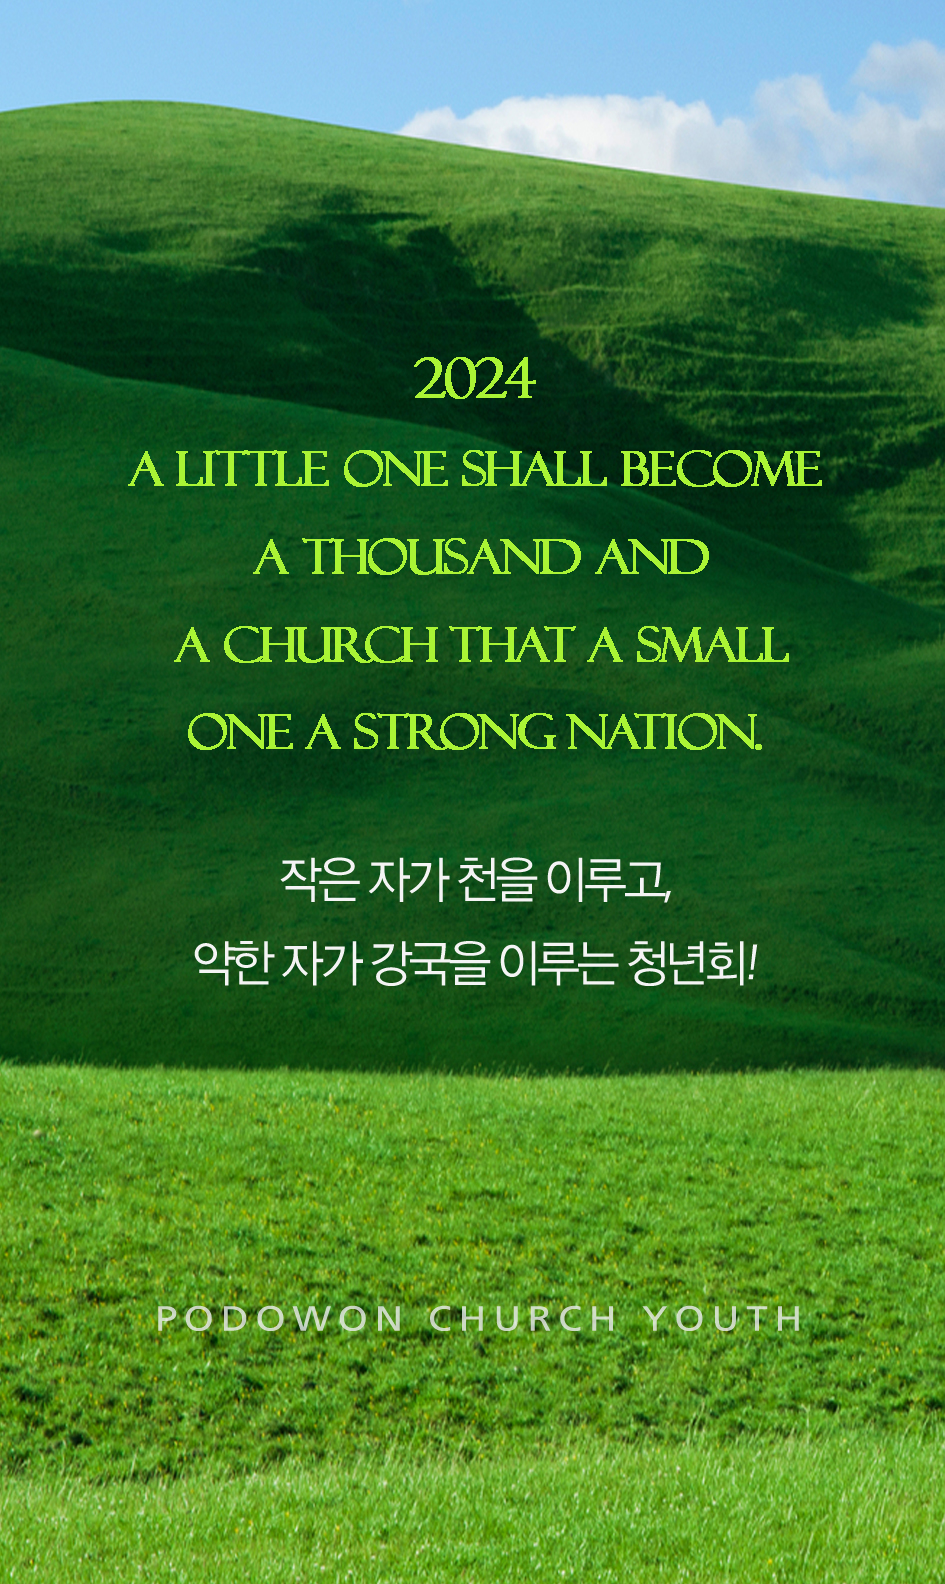 2024
A LITTLE ONE SHALL BECOME
A THOUSAND AND
A CHURCH THAT A SMALL
ONE A STRONG NATION.
작은 자가 천을 이루고,
약한 자가 강국을 이루는 청년회!
PODOWON CHURCH YOUTH